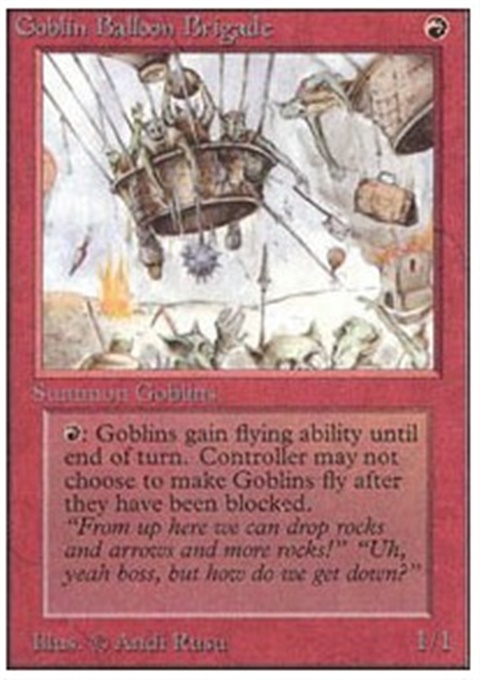 Goblin Balloon Brigade
Summon Goblins
: Goblins gain flying ability until
end of turn. Controller may not
choose to make Goblins fly after
they have been blocked.
"From up here we can drop rocks
and arrows and more rocks!" "Uh,
yeah boss, but how do we get down?"
Illus. © Andi Rusu
1/1